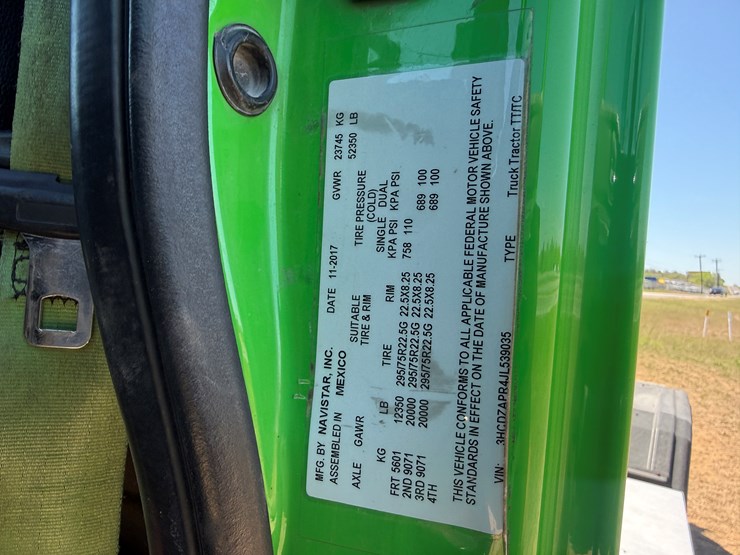 MFG. BY NAVISTAR, INC. DATE 11-2017 GVWR 23745 KG
ASSEMBLED IN MEXICO 52350 LB
SUITABLE TIRE PRESSURE
AXLE GAWR TIRE & RIM (COLD)
SINGLE DUAL
KG LB TIRE RIM KPA PSI KPA PSI
FRT 5601 12350 295/75R22.5G 22.5X8.25 758 110
2ND 9071 20000 295/75R22.5G 22.5X8.25 689 100
3RD 9071 20000 295/75R22.5G 22.5X8.25 689 100
4TH
THIS VEHICLE CONFORMS TO ALL APPLICABLE FEDERAL MOTOR VEHICLE SAFETY
STANDARDS IN EFFECT ON THE DATE OF MANUFACTURE SHOWN ABOVE.
VIN: 3HCDZAPR4JL539035 TYPE Truck Tractor TT/TC